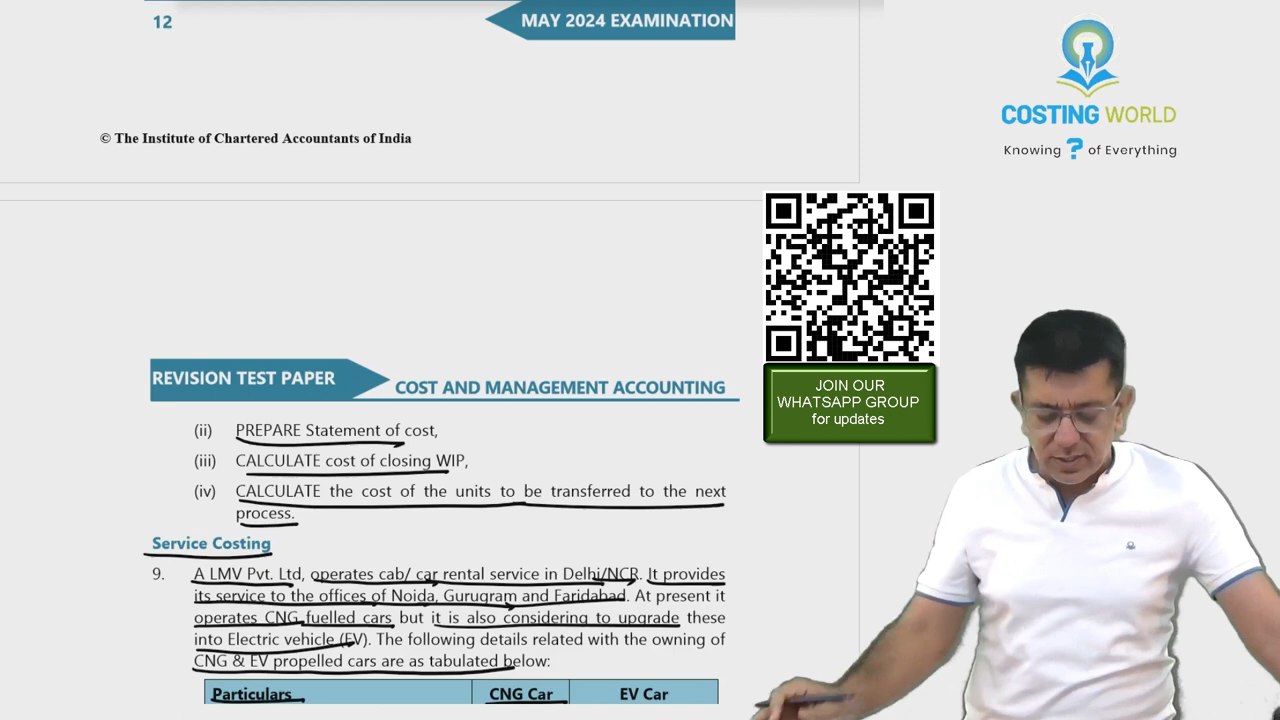 12
MAY 2024 EXAMINATION
© The Institute of Chartered Accountants of India
COSTING WORLD
Knowing ? of Everything
JOIN OUR
WHATSAPP GROUP
for updates
REVISION TEST PAPER
COST AND MANAGEMENT ACCOUNTING
(ii) PREPARE Statement of cost,
(iii) CALCULATE cost of closing WIP,
(iv) CALCULATE the cost of the units to be transferred to the next
process.
Service Costing
9. A LMV Pvt. Ltd, operates cab/ car rental service in Delhi/NCR. It provides
its service to the offices of Noida, Gurugram and Faridabad. At present it
operates CNG fuelled cars but it is also considering to upgrade these
into Electric vehicle (EV). The following details related with the owning of
CNG & EV propelled cars are as tabulated below:
Particulars CNG Car EV Car